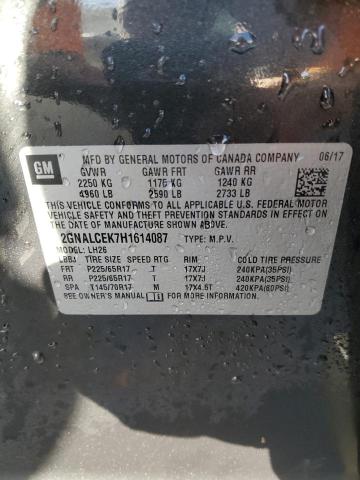 GM
MFD BY GENERAL MOTORS OF CANADA COMPANY 06/17
GVWR GAWR FRT GAWR RR
2250 KG 1175 KG 1240 KG
4960 LB 2590 LB 2733 LB
THIS VEHICLE CONFORMS TO ALL APPLICABLE U.S. FEDERAL MOTOR
VEHICLE SAFETY AND THEFT PREVENTION STANDARDS IN EFFECT ON
THE DATE OF MANUFACTURE SHOWN ABOVE.
2GNALCEK7H1614087 TYPE: M.P.V.
MODEL: LH26
LBBJ TIRE SIZE SPEED RTG RIM COLD TIRE PRESSURE
FRT P225/65R17 T 17X7J 240KPA(35PSI)
RR P225/65R17 T 17X7J 240KPA(35PSI)
SPA T145/70R17 M 17X4.5T 420KPA(60PSI)
SEE OWNER'S MANUAL FOR MORE INFORMATION.